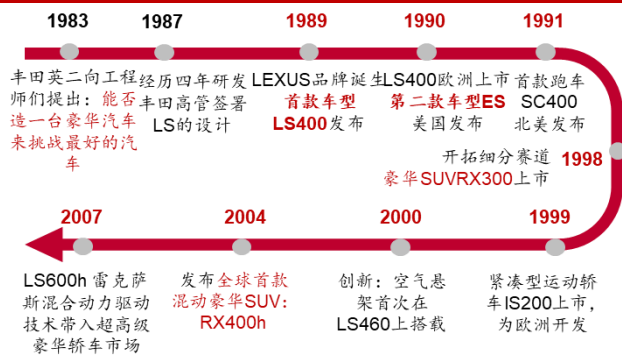 1983
1987
1989
1990
1991
丰田英二向工程
师们提出：能否
造一台豪华汽车
来挑战最好的汽
车
经历四年研发
丰田高管签署
LS的设计
LEXUS品牌诞生
首款车型
LS400发布
LS400欧洲上市
第二款车型ES
美国发布
首款跑车
SC400
北美发布
开拓细分赛道
豪华SUVRX300上市
1998
2007
2004
2000
1999
LS600h 雷克萨
斯混合动力驱动
技术带入超高级
豪华轿车市场
发布全球首款
混动豪华SUV：
RX400h
创新：空气悬
架首次在
LS460上搭载
紧凑型运动轿
车IS200上市，
为欧洲开发